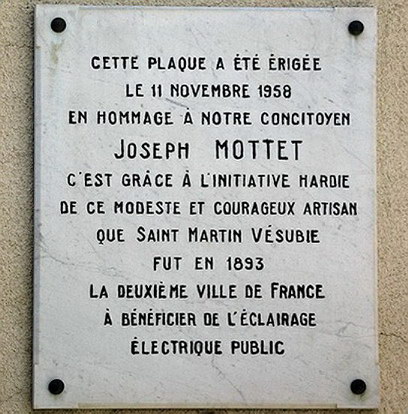 CETTE PLAQUE A ÉTÉ ÉRIGÉE
LE 11 NOVEMBRE 1958
EN HOMMAGE À NOTRE CONCITOYEN
JOSEPH MOTTET
C'EST GRÂCE À L'INITIATIVE HARDIE
DE CE MODESTE ET COURAGEUX ARTISAN
QUE SAINT MARTIN VÉSUBIE
FUT EN 1893
LA DEUXIÈME VILLE DE FRANCE
À BÉNÉFICIER DE L'ÉCLAIRAGE
ÉLECTRIQUE PUBLIC